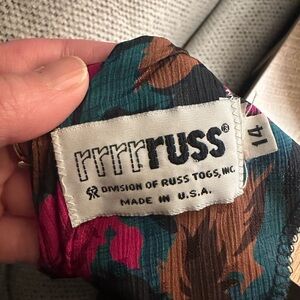 rrrrruss®
DIVISION OF RUSS TOGS, INC.
MADE IN U.S.A.
14